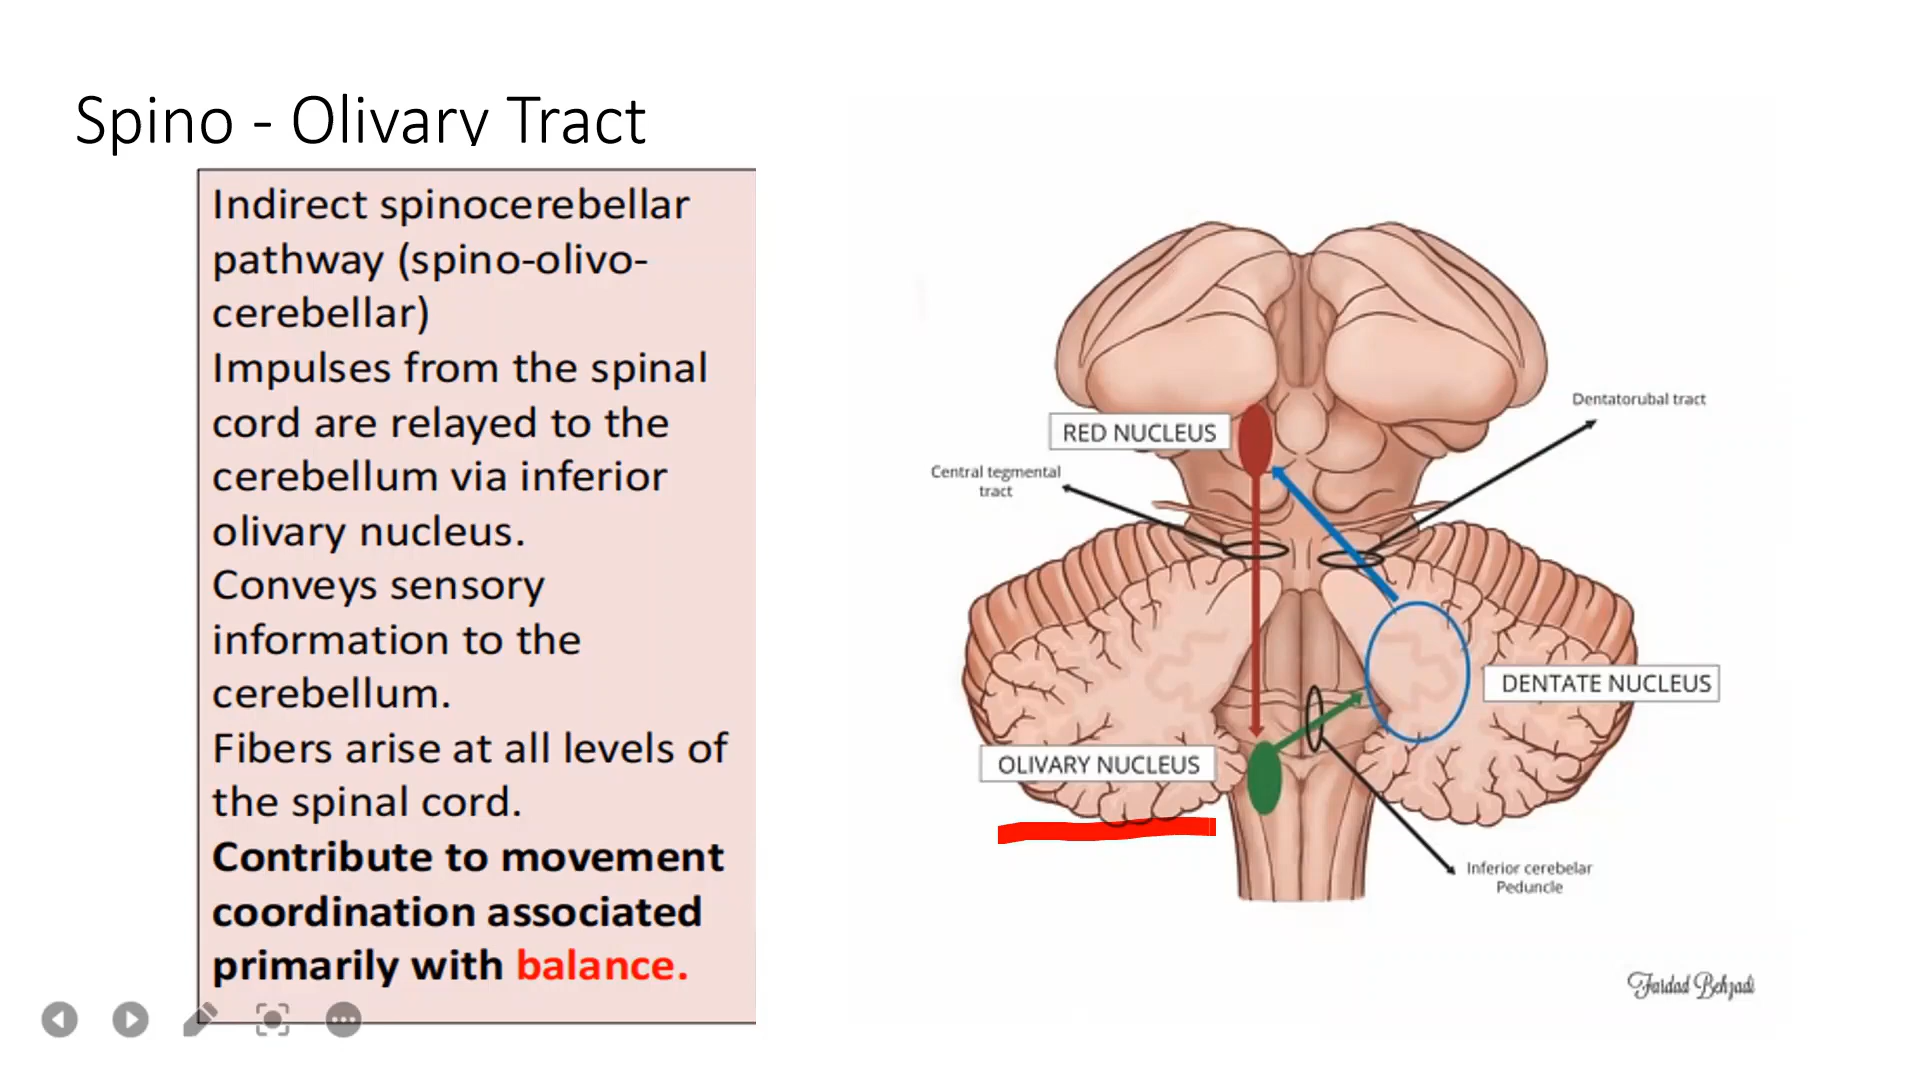 Spino - Olivary Tract
Indirect spinocerebellar
pathway (spino-olivo-
cerebellar)
Impulses from the spinal
cord are relayed to the
cerebellum via inferior
olivary nucleus.
Conveys sensory
information to the
cerebellum.
Fibers arise at all levels of
the spinal cord.
Contribute to movement
coordination associated
primarily with balance.
Dentatorubal tract
RED NUCLEUS
Central tegmental
tract
DENTATE NUCLEUS
OLIVARY NUCLEUS
Inferior cerebelar
Peduncle
Fardad Behzadi